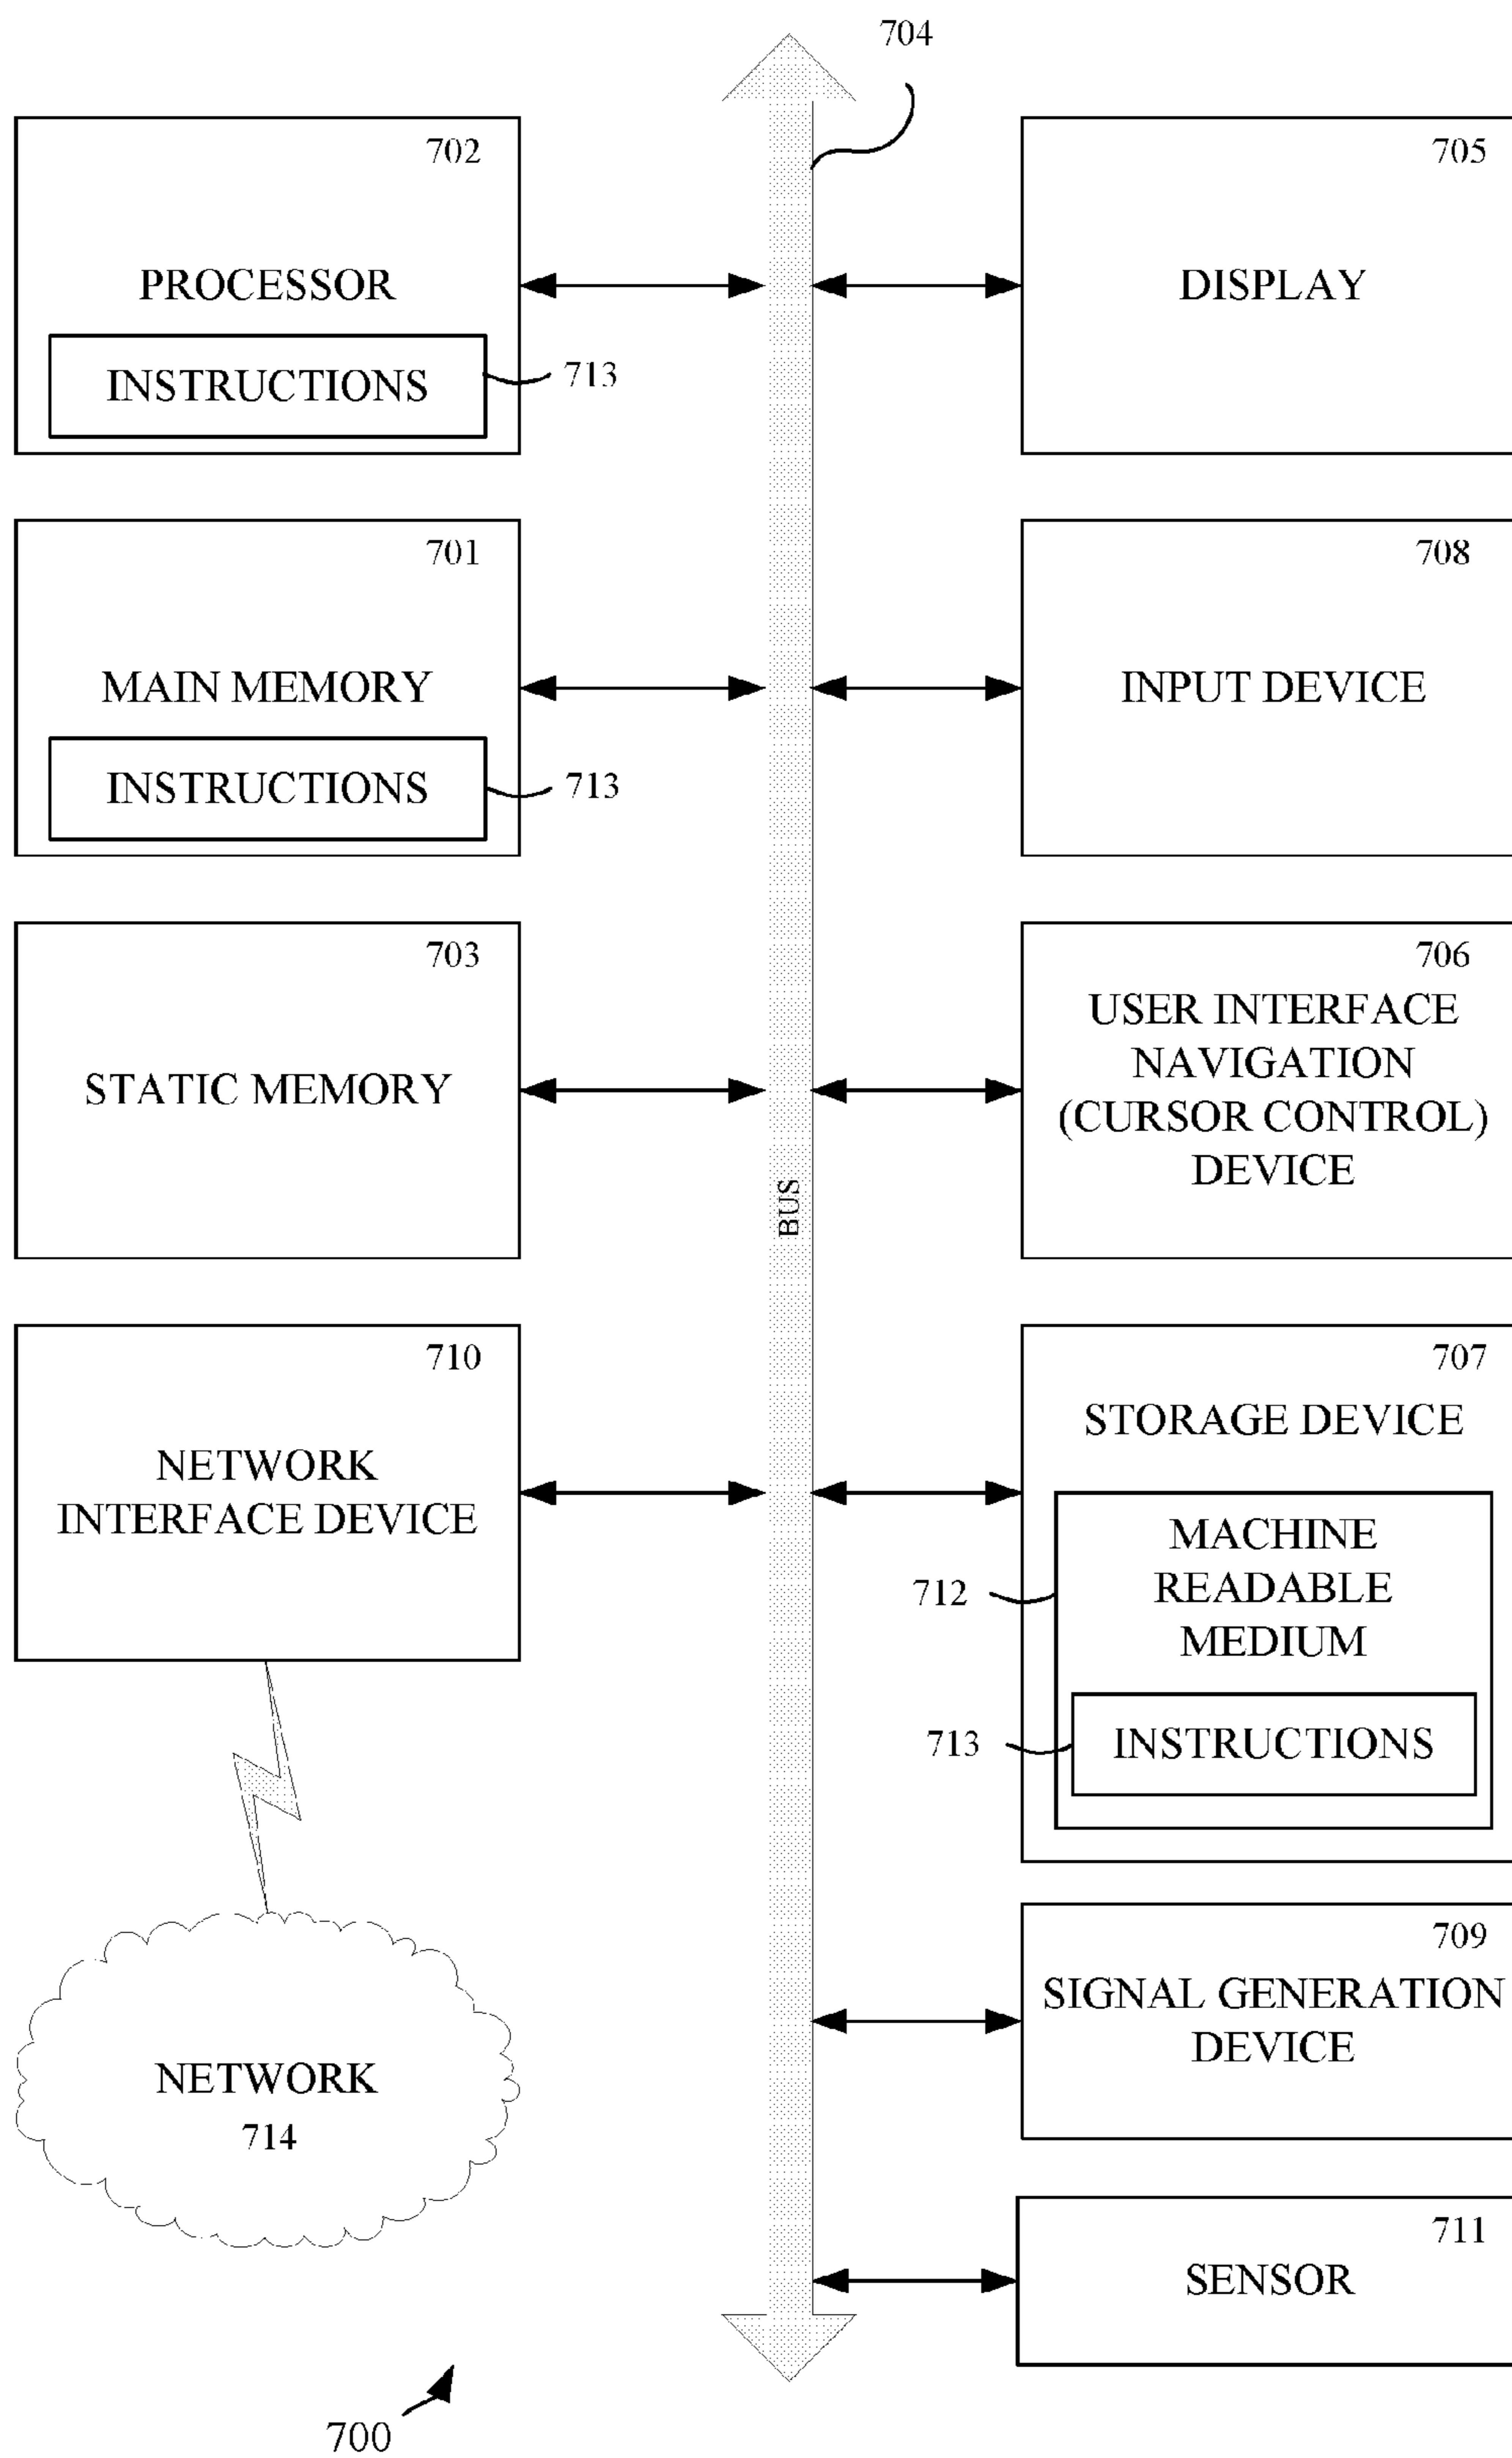 704
702
PROCESSOR
INSTRUCTIONS
713
705
DISPLAY
701
MAIN MEMORY
INSTRUCTIONS
713
708
INPUT DEVICE
703
STATIC MEMORY
706
USER INTERFACE
NAVIGATION
(CURSOR CONTROL)
DEVICE
BUS
710
NETWORK
INTERFACE DEVICE
707
STORAGE DEVICE
MACHINE
READABLE
MEDIUM
712
INSTRUCTIONS
713
709
SIGNAL GENERATION
DEVICE
NETWORK
714
711
SENSOR
700